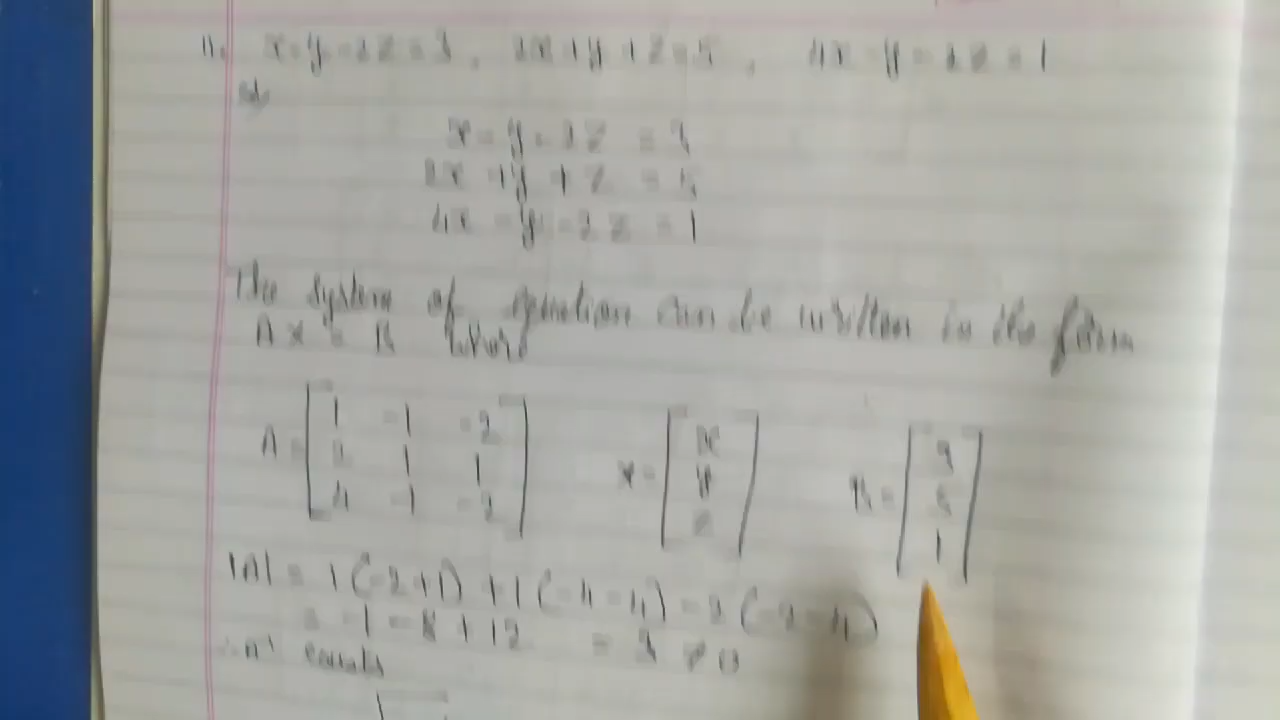 x - y - 2z = 3 , 2x + y + z = 5 , 4x - y - 2z = 1
Sol
x - y - 2z = 3
2x + y + z = 5
4x - y - 2z = 1
The system of equation can be written in the form
AX = B where
A = [ 1 -1 -2
2 1 1
4 -1 -2 ]
X = [ x
y
z ]
B = [ 3
5
1 ]
|A| = 1 (-2+1) +1 (-4-4) -2 (-2-4)
= -1 - 8 + 12 = 3 ≠ 0
∴ A⁻¹ exists